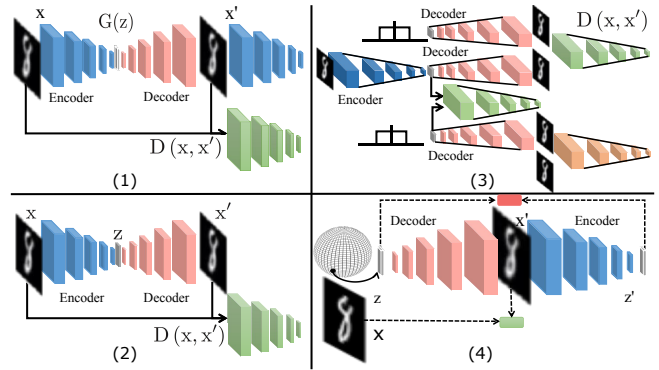 x
G(z)
x'
Encoder
Decoder
D (x, x′)
(1)
Decoder
D (x, x′)
Decoder
Encoder
Decoder
(3)
x
z
x′
Encoder
Decoder
D (x, x′)
(2)
Decoder
x'
Encoder
z
z'
x
(4)